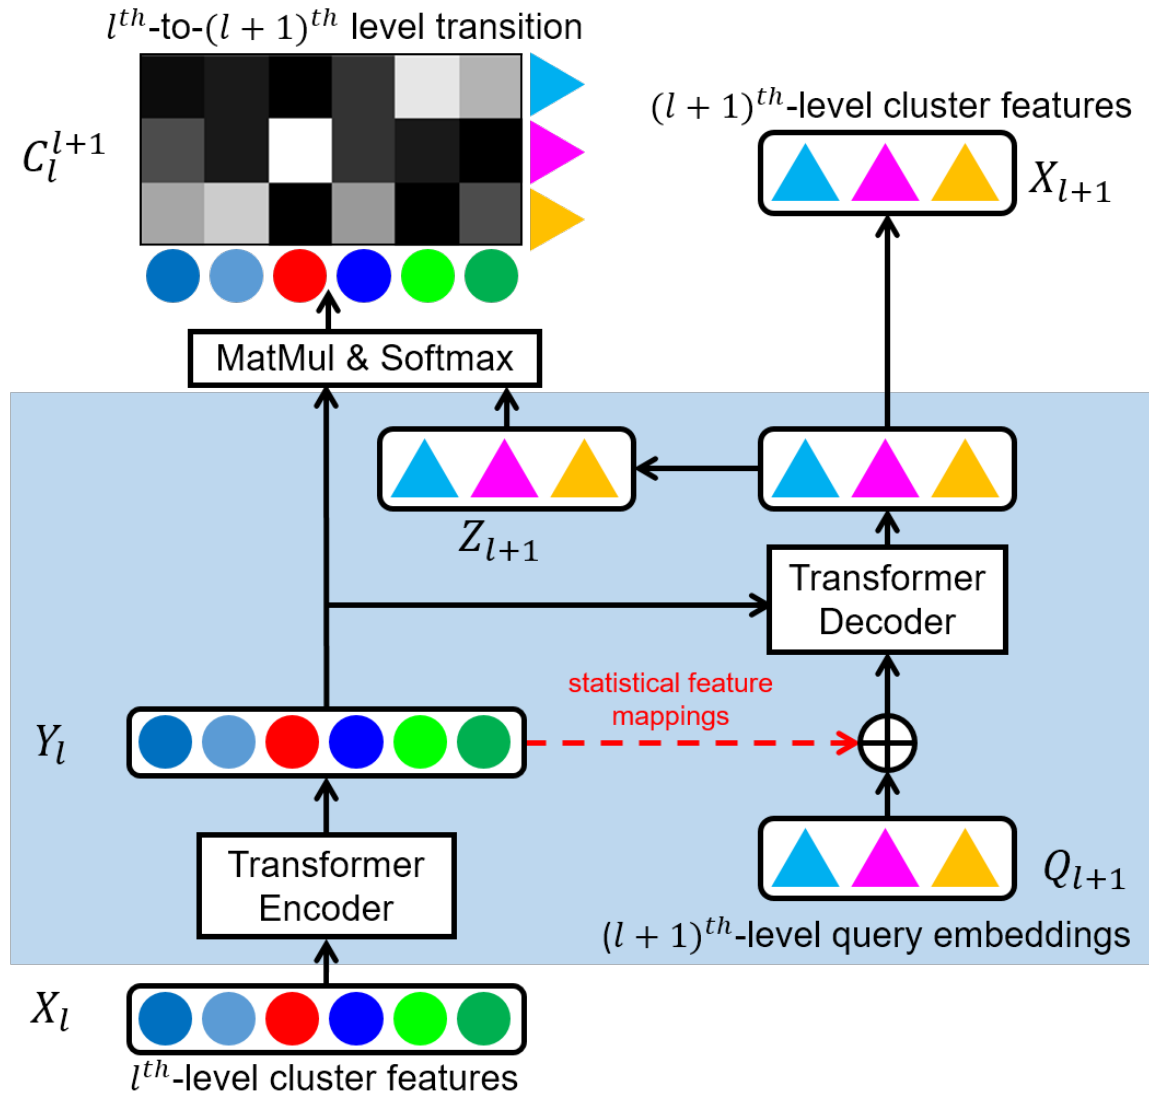 l^{th}-to-(l + 1)^{th} level transition
C_l^{l+1}
(l + 1)^{th}-level cluster features
X_{l+1}
MatMul & Softmax
Z_{l+1}
Transformer
Decoder
statistical feature
mappings
Y_l
Transformer
Encoder
Q_{l+1}
(l + 1)^{th}-level query embeddings
X_l
l^{th}-level cluster features